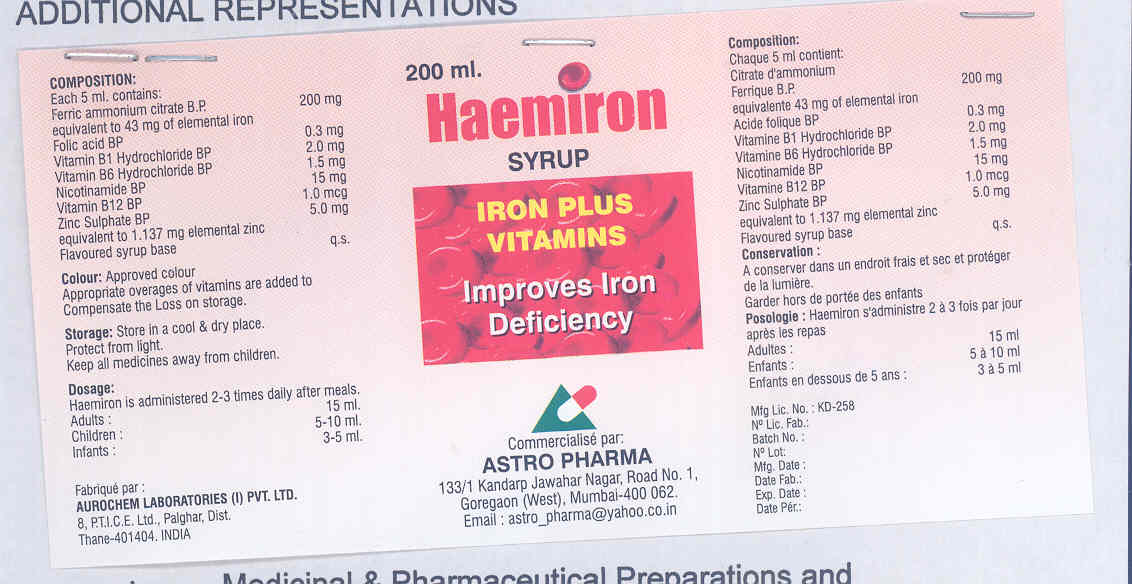 ADDITIONAL REPRESENTATIONS
COMPOSITION:
Each 5 ml. contains:
Ferric ammonium citrate B.P. 200 mg
equivalent to 43 mg of elemental iron
Folic acid BP 0.3 mg
Vitamin B1 Hydrochloride BP 2.0 mg
Vitamin B6 Hydrochloride BP 1.5 mg
Nicotinamide BP 15 mg
Vitamin B12 BP 1.0 mcg
Zinc Sulphate BP 5.0 mg
equivalent to 1.137 mg elemental zinc
Flavoured syrup base q.s.
Colour: Approved colour
Appropriate overages of vitamins are added to
Compensate the Loss on storage.
Storage: Store in a cool & dry place.
Protect from light.
Keep all medicines away from children.
Dosage:
Haemiron is administered 2-3 times daily after meals.
Adults : 15 ml.
Children : 5-10 ml.
Infants : 3-5 ml.
Fabriqué par :
AUROCHEM LABORATORIES (I) PVT. LTD.
8, P.T.I.C.E. Ltd., Palghar, Dist.
Thane-401404. INDIA
200 ml.
Haemiron
SYRUP
IRON PLUS
VITAMINS
Improves Iron
Deficiency
Commercialisé par:
ASTRO PHARMA
133/1 Kandarp Jawahar Nagar, Road No. 1,
Goregaon (West), Mumbai-400 062.
Email : astro_pharma@yahoo.co.in
Composition:
Chaque 5 ml contient:
Citrate d'ammonium
Ferrique B.P. 200 mg
equivalente 43 mg of elemental iron
Acide folique BP 0.3 mg
Vitamine B1 Hydrochloride BP 2.0 mg
Vitamine B6 Hydrochloride BP 1.5 mg
Nicotinamide BP 15 mg
Vitamine B12 BP 1.0 mcg
Zinc Sulphate BP 5.0 mg
equivalent to 1.137 mg elemental zinc
Flavoured syrup base q.s.
Conservation :
A conserver dans un endroit frais et sec et protéger
de la lumière.
Garder hors de portée des enfants
Posologie : Haemiron s'administre 2 à 3 fois par jour
après les repas
Adultes : 15 ml
Enfants : 5 à 10 ml
Enfants en dessous de 5 ans : 3 à 5 ml
Mfg Lic. No. : KD-258
Nº Lic. Fab.:
Batch No. :
Nº Lot:
Mfg. Date :
Date Fab.:
Exp. Date :
Date Pér.:
Medicinal & Pharmaceutical Preparations and